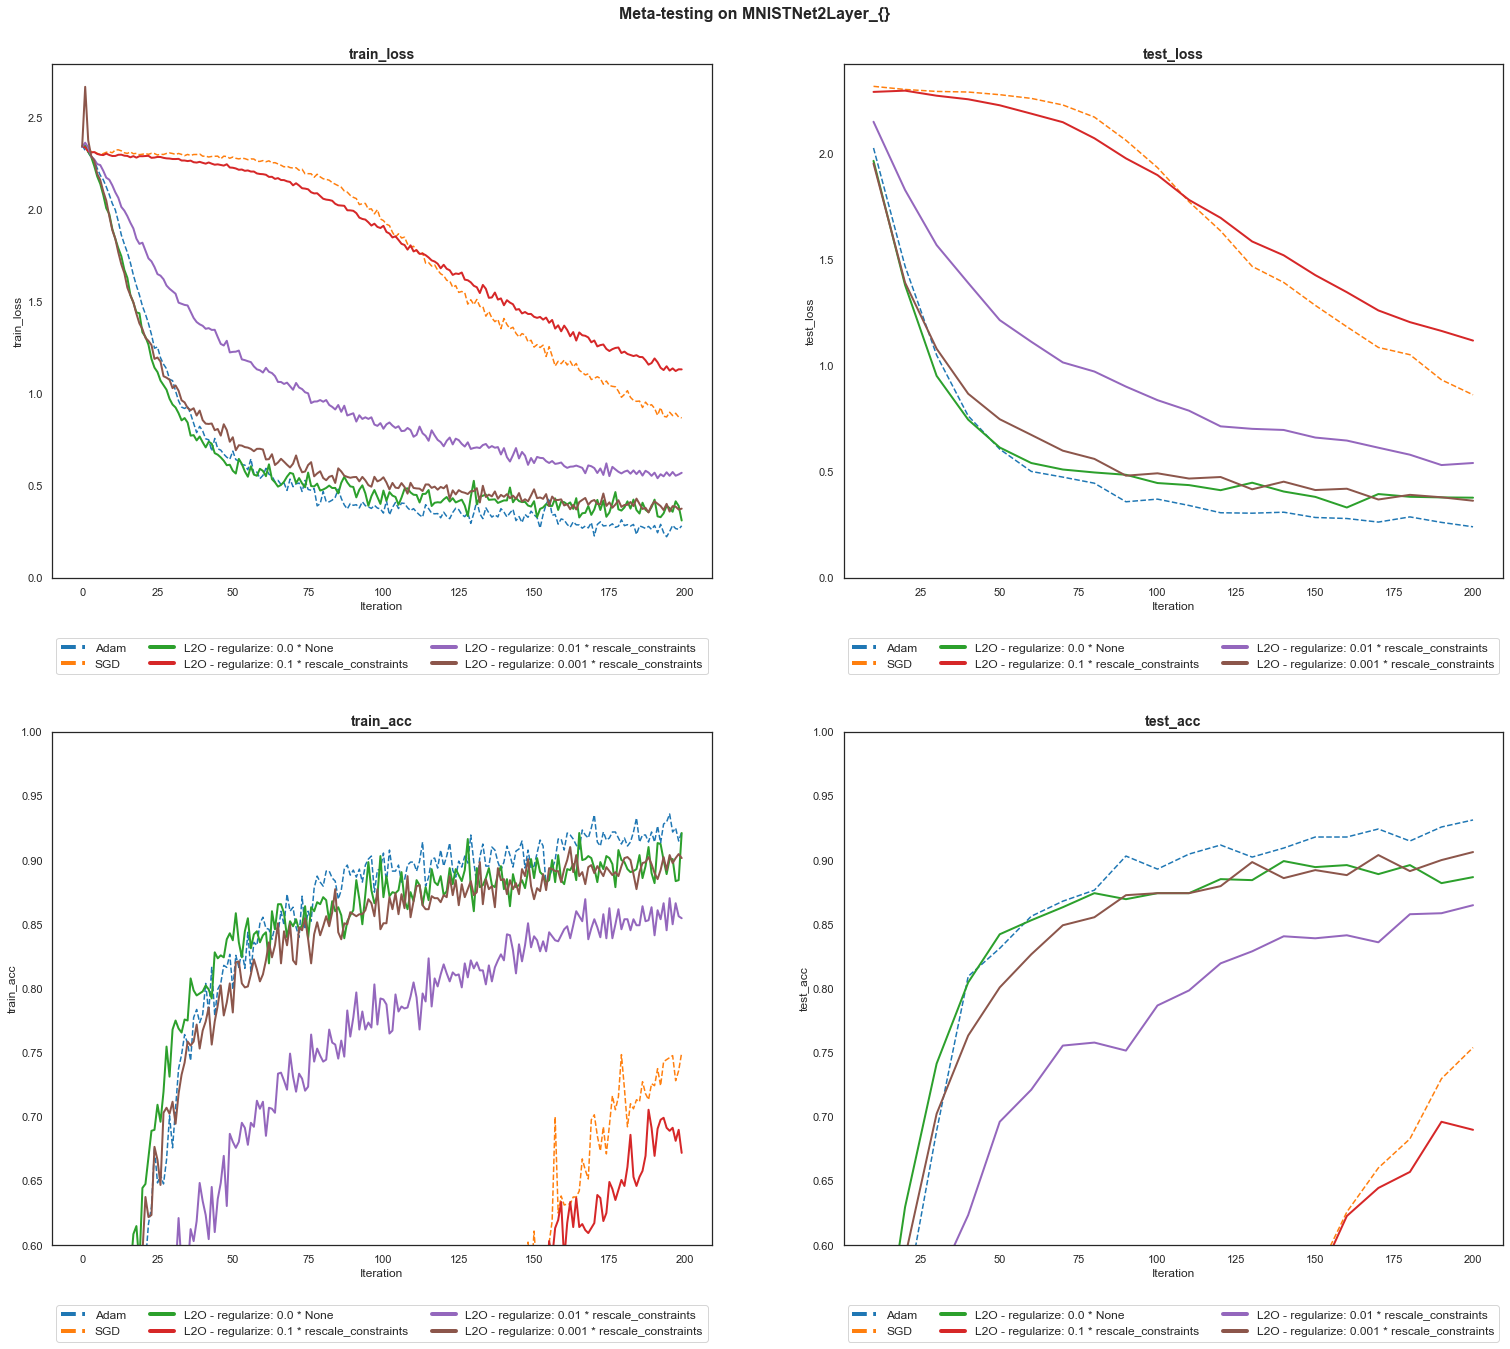 Meta-testing on MNISTNet2Layer_{}
train_loss
train_loss
2.5
2.0
1.5
1.0
0.5
0.0
0 25 50 75 100 125 150 175 200
Iteration
Adam L2O - regularize: 0.0 * None L2O - regularize: 0.01 * rescale_constraints
SGD L2O - regularize: 0.1 * rescale_constraints L2O - regularize: 0.001 * rescale_constraints
test_loss
test_loss
2.0
1.5
1.0
0.5
0.0
25 50 75 100 125 150 175 200
Iteration
Adam L2O - regularize: 0.0 * None L2O - regularize: 0.01 * rescale_constraints
SGD L2O - regularize: 0.1 * rescale_constraints L2O - regularize: 0.001 * rescale_constraints
train_acc
train_acc
1.00
0.95
0.90
0.85
0.80
0.75
0.70
0.65
0.60
0 25 50 75 100 125 150 175 200
Iteration
Adam L2O - regularize: 0.0 * None L2O - regularize: 0.01 * rescale_constraints
SGD L2O - regularize: 0.1 * rescale_constraints L2O - regularize: 0.001 * rescale_constraints
test_acc
test_acc
1.00
0.95
0.90
0.85
0.80
0.75
0.70
0.65
0.60
25 50 75 100 125 150 175 200
Iteration
Adam L2O - regularize: 0.0 * None L2O - regularize: 0.01 * rescale_constraints
SGD L2O - regularize: 0.1 * rescale_constraints L2O - regularize: 0.001 * rescale_constraints